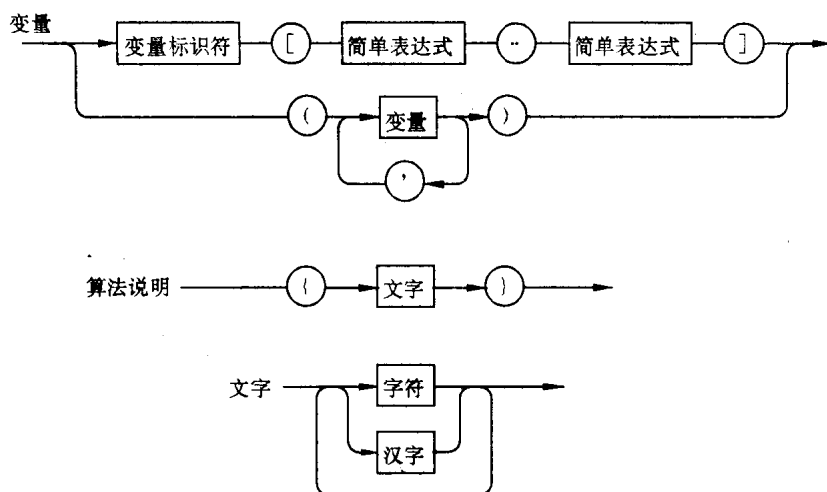 变量
变量标识符 [ 简单表达式 .. 简单表达式 ]
( 变量 )
,
算法说明 { 文字 }
文字 字符
汉字